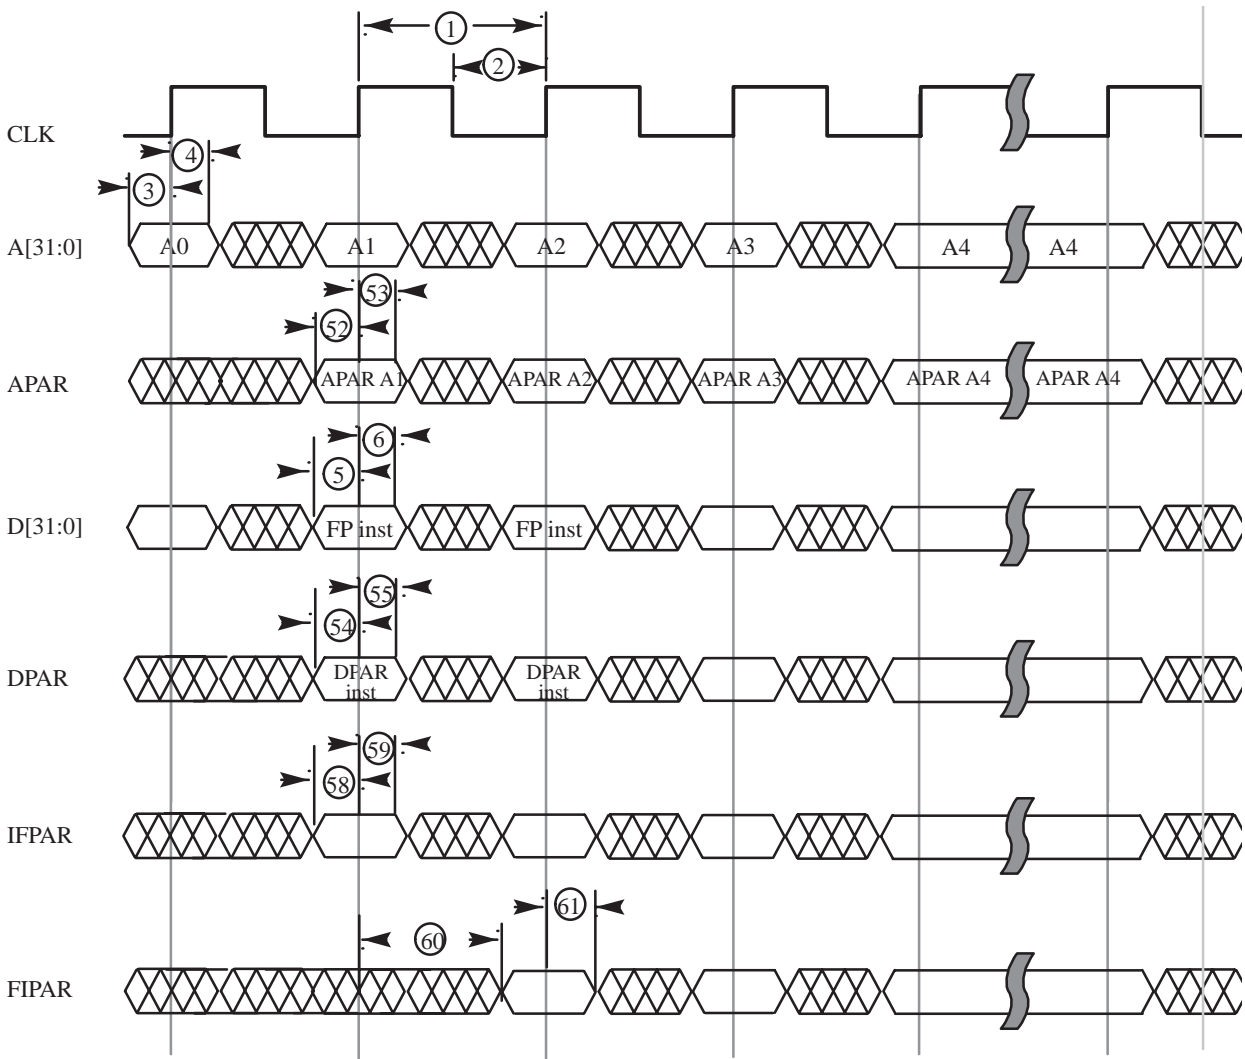 1
2
CLK
4
3
A[31:0] A0 A1 A2 A3 A4 A4
53
52
APAR APAR A1 APAR A2 APAR A3 APAR A4 APAR A4
6
5
D[31:0] FP inst FP inst
55
54
DPAR DPAR inst DPAR inst
59
58
IFPAR
61
60
FIPAR